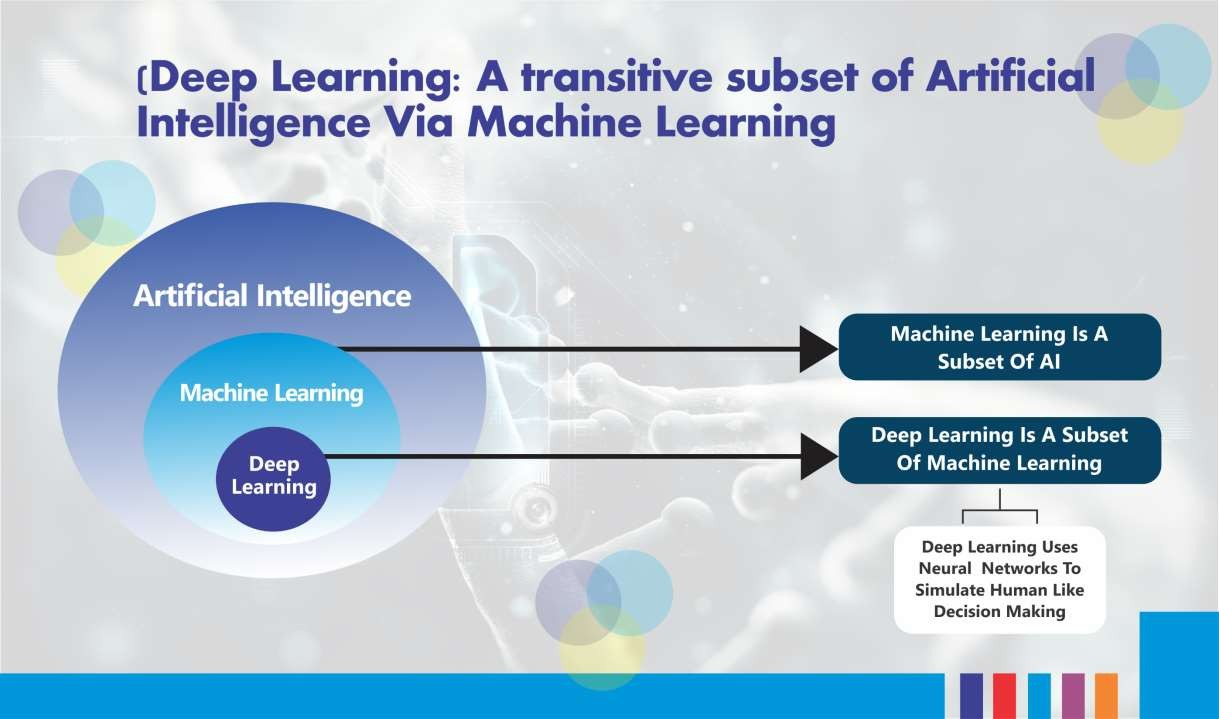 (Deep Learning: A transitive subset of Artificial
Intelligence Via Machine Learning
Artificial Intelligence
Machine Learning
Deep
Learning
Machine Learning Is A
Subset Of AI
Deep Learning Is A Subset
Of Machine Learning
Deep Learning Uses
Neural Networks To
Simulate Human Like
Decision Making